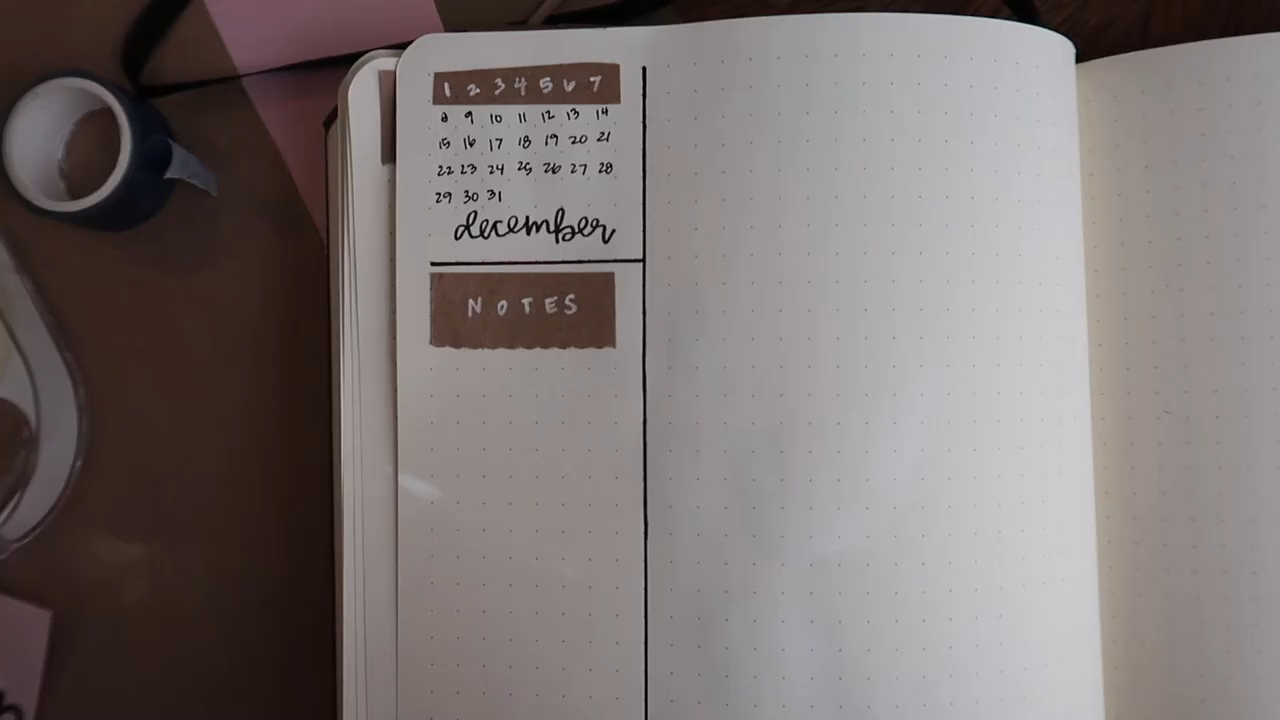 1 2 3 4 5 6 7
8 9 10 11 12 13 14
15 16 17 18 19 20 21
22 23 24 25 26 27 28
29 30 31
december
NOTES